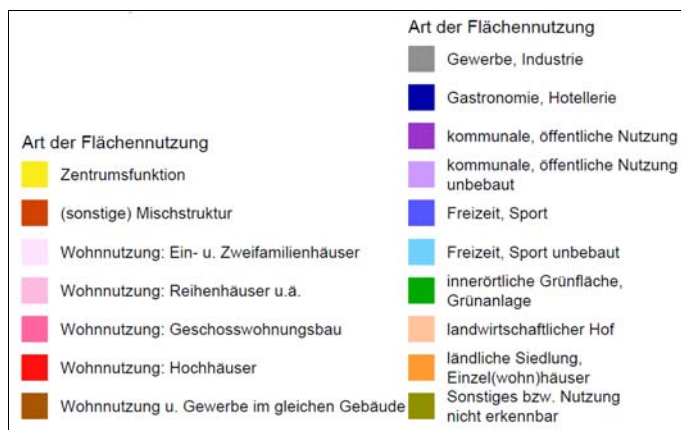 Art der Flächennutzung
Zentrumsfunktion
(sonstige) Mischstruktur
Wohnnutzung: Ein- u. Zweifamilienhäuser
Wohnnutzung: Reihenhäuser u.ä.
Wohnnutzung: Geschosswohnungsbau
Wohnnutzung: Hochhäuser
Wohnnutzung u. Gewerbe im gleichen Gebäude
Art der Flächennutzung
Gewerbe, Industrie
Gastronomie, Hotellerie
kommunale, öffentliche Nutzung
kommunale, öffentliche Nutzung
unbebaut
Freizeit, Sport
Freizeit, Sport unbebaut
innerörtliche Grünfläche,
Grünanlage
landwirtschaftlicher Hof
ländliche Siedlung,
Einzel(wohn)häuser
Sonstiges bzw. Nutzung
nicht erkennbar